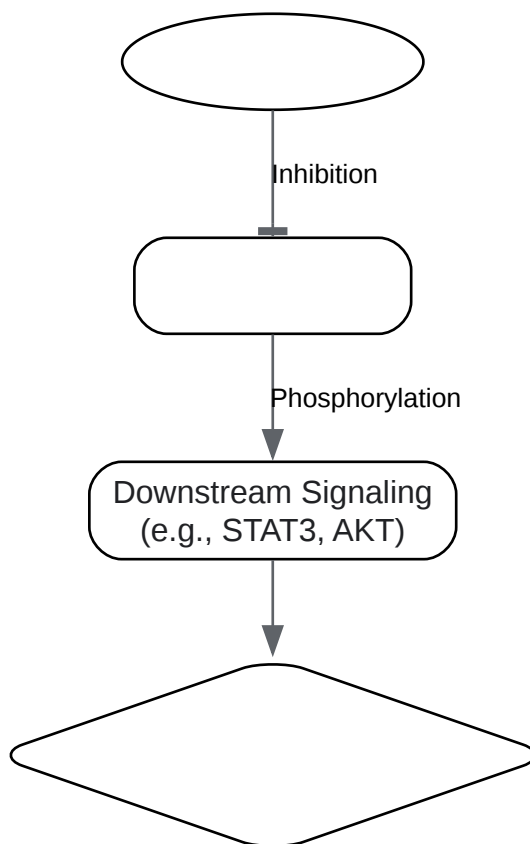 Inhibition
Phosphorylation
Downstream Signaling
(e.g., STAT3, AKT)